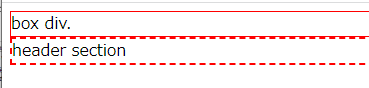 box div.
header section